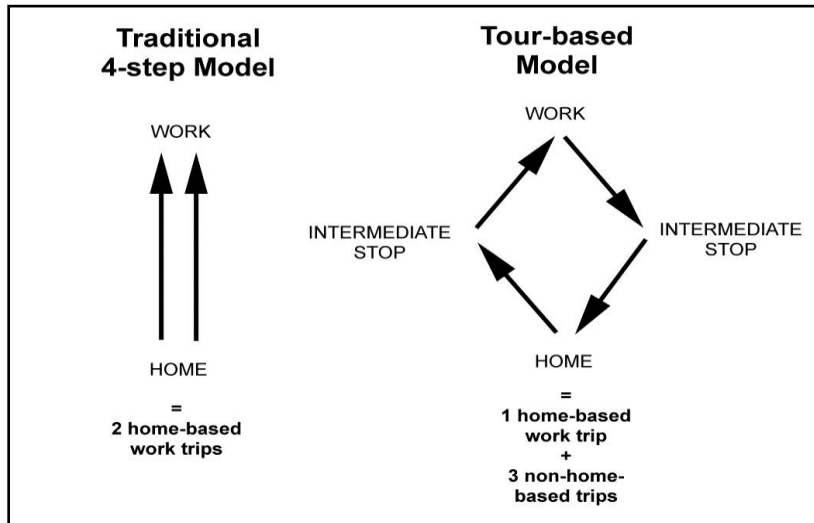 Traditional
4-step Model
WORK
HOME
=
2 home-based
work trips
Tour-based
Model
WORK
INTERMEDIATE
STOP
INTERMEDIATE
STOP
HOME
=
1 home-based
work trip
+
3 non-home-
based trips